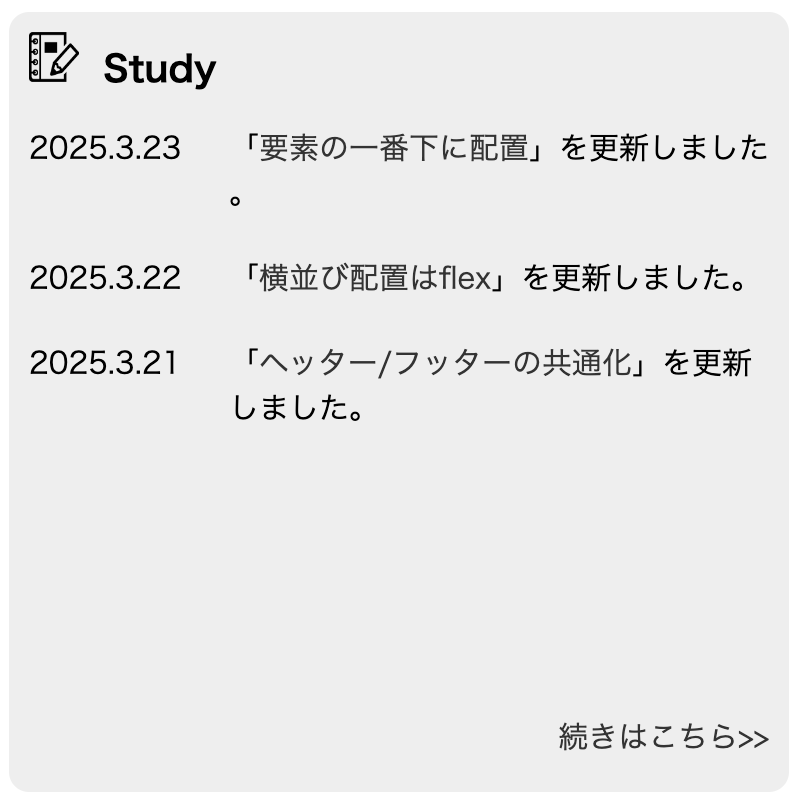 Study
2025.3.23 「要素の一番下に配置」を更新しました
。
2025.3.22 「横並び配置はflex」を更新しました。
2025.3.21 「ヘッター/フッターの共通化」を更新
しました。
続きはこちら>>